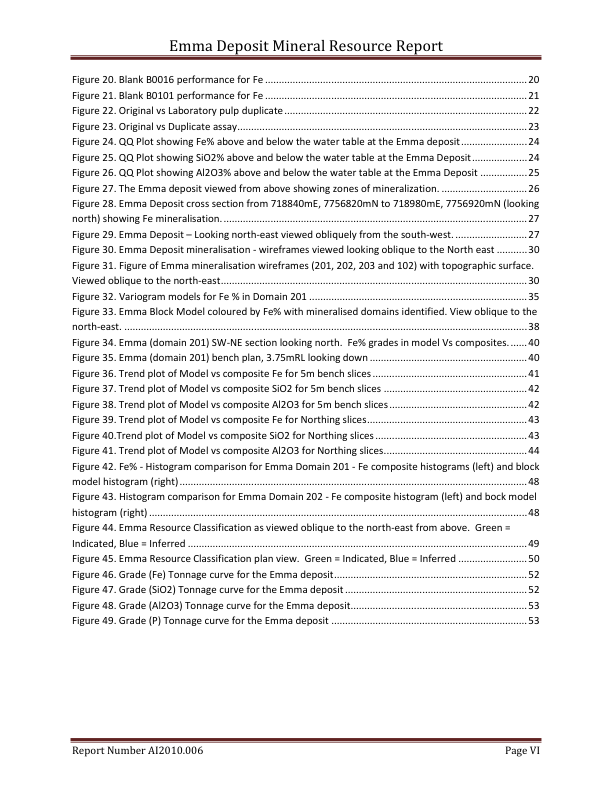 Emma Deposit Mineral Resource Report
Figure 20. Blank B0016 performance for Fe ................................................................ 20
Figure 21. Blank B0101 performance for Fe ................................................................ 21
Figure 22. Original vs Laboratory pulp duplicate ................................................................ 22
Figure 23. Original vs Duplicate assay................................................................ 23
Figure 24. QQ Plot showing Fe% above and below the water table at the Emma deposit...................... 24
Figure 25. QQ Plot showing SiO2% above and below the water table at the Emma Deposit.................. 24
Figure 26. QQ Plot showing Al2O3% above and below the water table at the Emma Deposit ................ 25
Figure 27. The Emma deposit viewed from above showing zones of mineralization. ............................ 26
Figure 28. Emma Deposit cross section from 718840mE, 7756820mN to 718980mE, 7756920mN (looking
north) showing Fe mineralisation. ................................................................ 27
Figure 29. Emma Deposit – Looking north-east viewed obliquely from the south-west. ........................ 27
Figure 30. Emma Deposit mineralisation - wireframes viewed looking oblique to the North east ........... 30
Figure 31. Figure of Emma mineralisation wireframes (201, 202, 203 and 102) with topographic surface.
Viewed oblique to the north-east................................................................ 30
Figure 32. Variogram models for Fe % in Domain 201 ................................................................ 35
Figure 33. Emma Block Model coloured by Fe% with mineralised domains identified. View oblique to the
north-east. ................................................................ 38
Figure 34. Emma (domain 201) SW-NE section looking north.  Fe% grades in model Vs composites. ...... 40
Figure 35. Emma (domain 201) bench plan, 3.75mRL looking down ................................................ 40
Figure 36. Trend plot of Model vs composite Fe for 5m bench slices ................................................ 41
Figure 37. Trend plot of Model vs composite SiO2 for 5m bench slices ............................................. 42
Figure 38. Trend plot of Model vs composite Al2O3 for 5m bench slices............................................ 42
Figure 39. Trend plot of Model vs composite Fe for Northing slices................................................ 43
Figure 40.Trend plot of Model vs composite SiO2 for Northing slices ............................................... 43
Figure 41. Trend plot of Model vs composite Al2O3 for Northing slices............................................. 44
Figure 42. Fe% - Histogram comparison for Emma Domain 201 - Fe composite histograms (left) and block
model histogram (right) ................................................................ 48
Figure 43. Histogram comparison for Emma Domain 202 - Fe composite histogram (left) and bock model
histogram (right) ................................................................ 48
Figure 44. Emma Resource Classification as viewed oblique to the north-east from above.  Green =
Indicated, Blue = Inferred ................................................................ 49
Figure 45. Emma Resource Classification plan view.  Green = Indicated, Blue = Inferred ...................... 50
Figure 46. Grade (Fe) Tonnage curve for the Emma deposit................................................................ 52
Figure 47. Grade (SiO2) Tonnage curve for the Emma deposit ............................................................ 52
Figure 48. Grade (Al2O3) Tonnage curve for the Emma deposit........................................................... 53
Figure 49. Grade (P) Tonnage curve for the Emma deposit ................................................................ 53
Report Number AI2010.006 Page VI